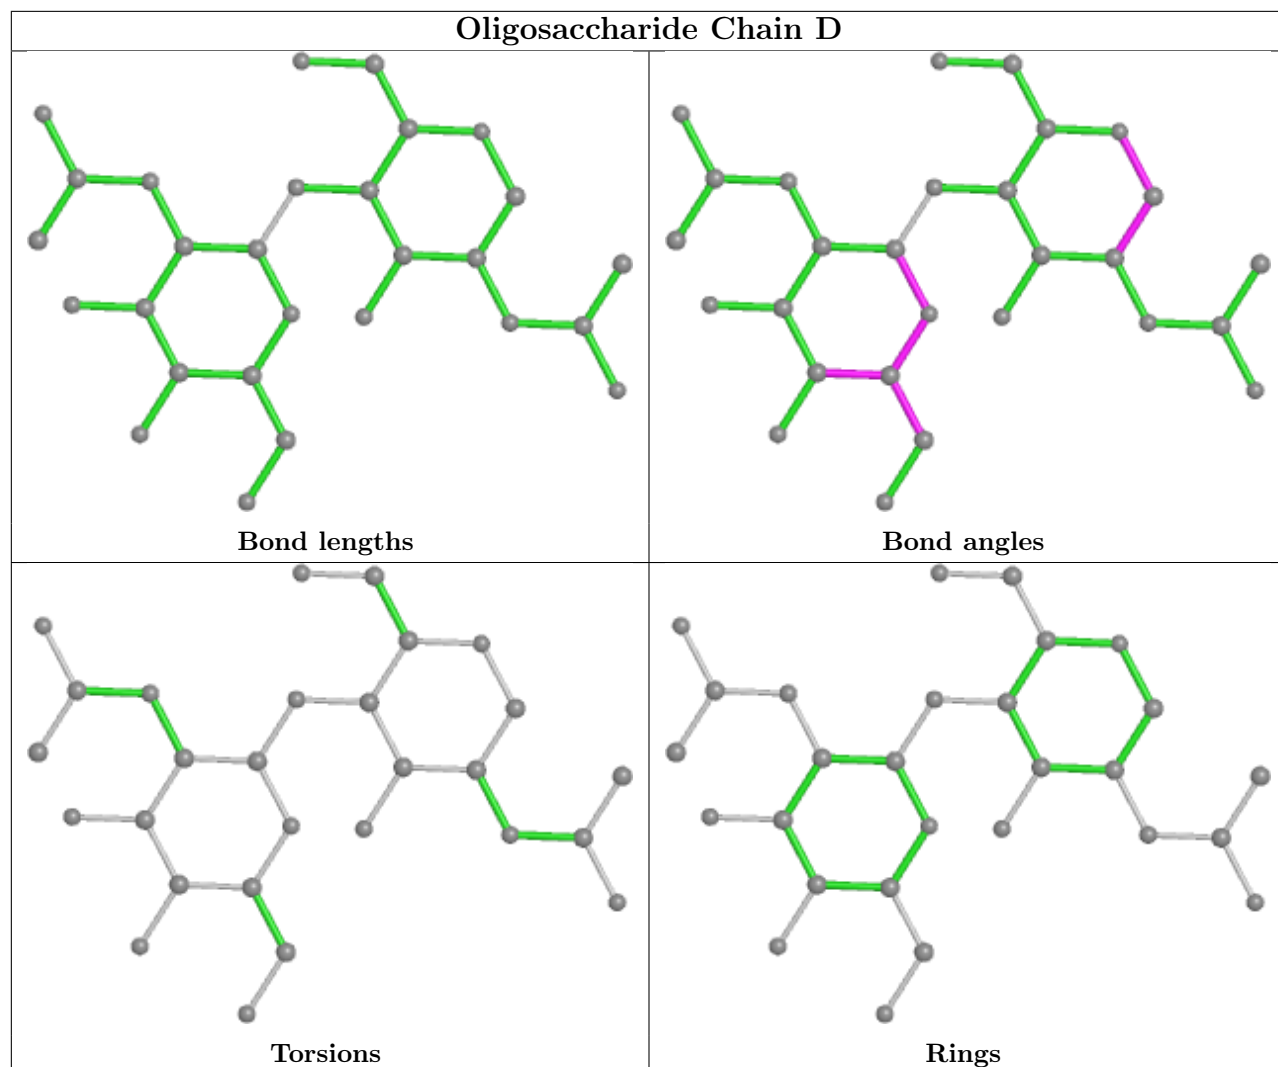 Oligosaccharide Chain D
Bond lengths
Bond angles
Torsions
Rings